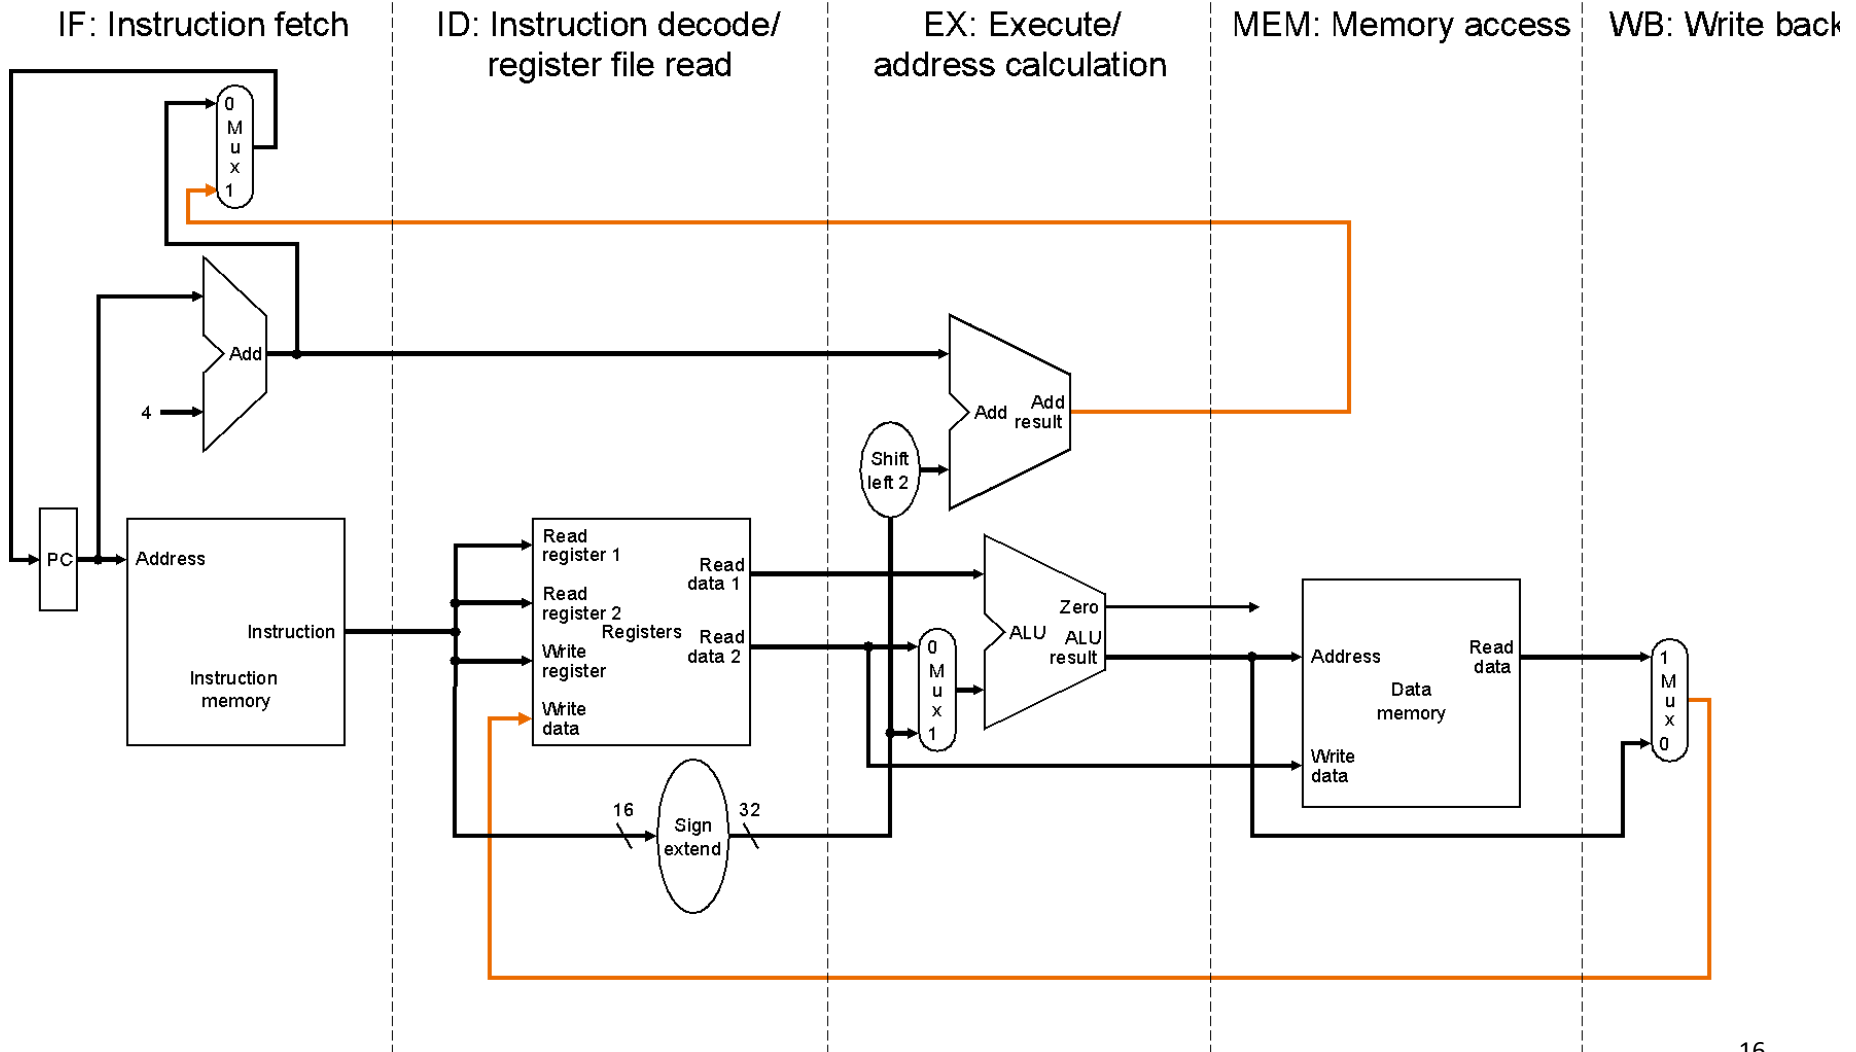 IF: Instruction fetch
ID: Instruction decode/
register file read
EX: Execute/
address calculation
MEM: Memory access
WB: Write back
0
M
u
x
1
Add
4
Add
Add
result
Shift
left 2
PC
Address
Instruction
Instruction
memory
Read
register 1
Read
register 2
Write
register
Write
data
Registers
Read
data 1
Read
data 2
0
M
u
x
1
Zero
ALU
ALU
result
Address
Data
memory
Write
data
Read
data
1
M
u
x
0
16
Sign
extend
32
16